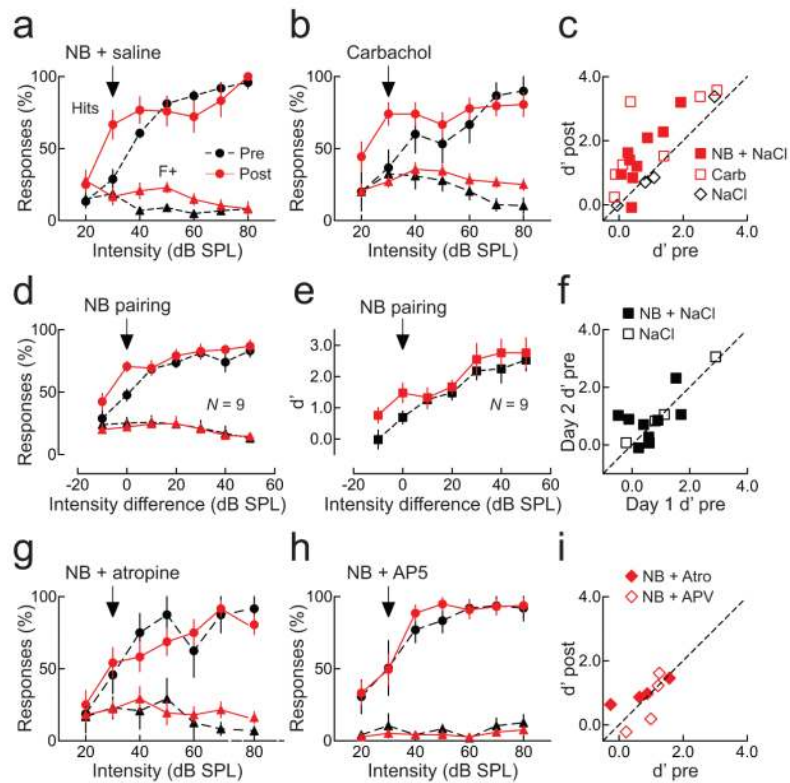 a
NB + saline
Hits
F+
Pre
Post
Responses (%)
100
50
0
20 40 60 80
Intensity (dB SPL)
b
Carbachol
Responses (%)
100
50
0
20 40 60 80
Intensity (dB SPL)
c
d' post
4.0
2.0
0.0
NB + NaCl
Carb
NaCl
0.0 2.0 4.0
d' pre
d
NB pairing
Responses (%)
100
50
0
N = 9
-20 0 20 40 60
Intensity difference (dB SPL)
e
NB pairing
d'
3.0
2.0
1.0
0.0
N = 9
-20 0 20 40 60
Intensity difference (dB SPL)
f
NB + NaCl
NaCl
Day 2 d' pre
4.0
2.0
0.0
0.0 2.0 4.0
Day 1 d' pre
g
NB + atropine
Responses (%)
100
50
0
20 40 60 80
Intensity (dB SPL)
h
NB + AP5
Responses (%)
100
50
0
20 40 60 80
Intensity (dB SPL)
i
NB + Atro
NB + APV
d' post
4.0
2.0
0.0
0.0 2.0 4.0
d' pre